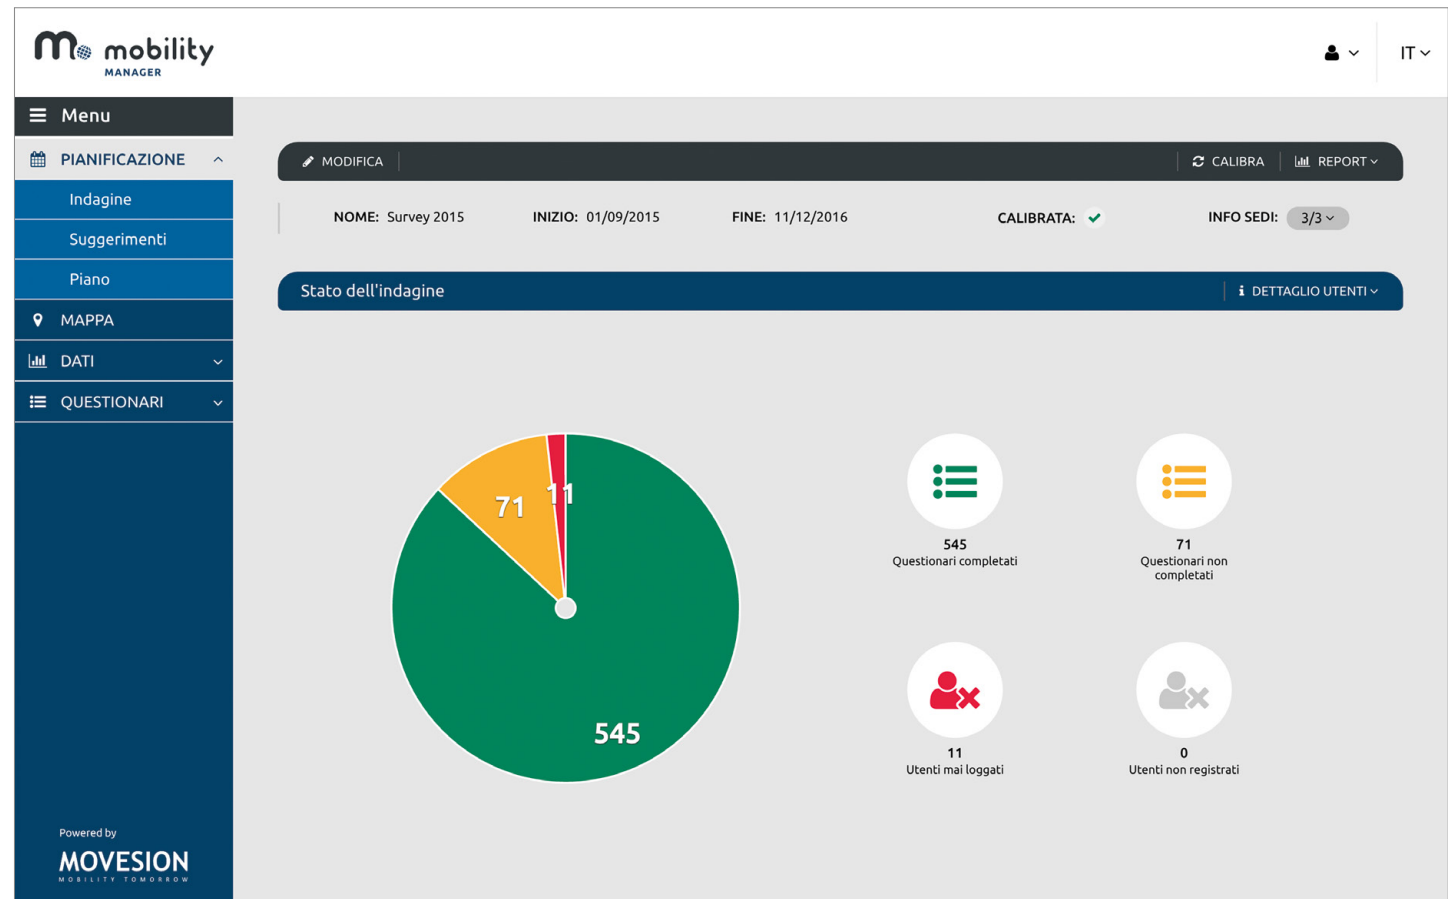 mobility
MANAGER
IT
Menu
PIANIFICAZIONE
Indagine
Suggerimenti
Piano
MAPPA
DATI
QUESTIONARI
Powered by
MOVESION
MOBILITY TOMORROW
MODIFICA
CALIBRA
REPORT
NOME: Survey 2015
INIZIO: 01/09/2015
FINE: 11/12/2016
CALIBRATA:
INFO SEDI: 3/3
Stato dell'indagine
DETTAGLIO UTENTI
71
11
545
545
Questionari completati
71
Questionari non
completati
11
Utenti mai loggati
0
Utenti non registrati